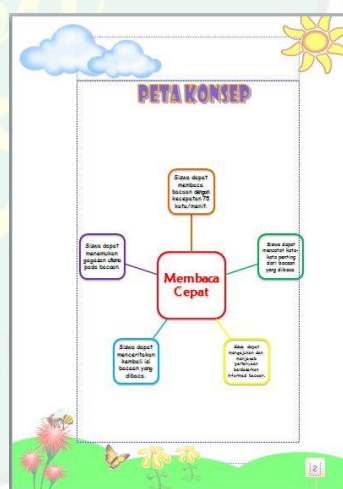 PETA KONSEP
Siswa dapat
membaca
bacaan dengan
kecepatan 75
kata/menit.
Siswa dapat
menemukan
gagasan utama
pada bacaan.
Siswa dapat
mencatat kata-
kata penting
dari bacaan
yang dibaca.
Membaca
Cepat
Siswa dapat
menceritakan
kembali isi
bacaan yang
dibaca.
Siswa dapat
mengajukan dan
menjawab
pertanyaan
berdasarkan
informasi bacaan.
2